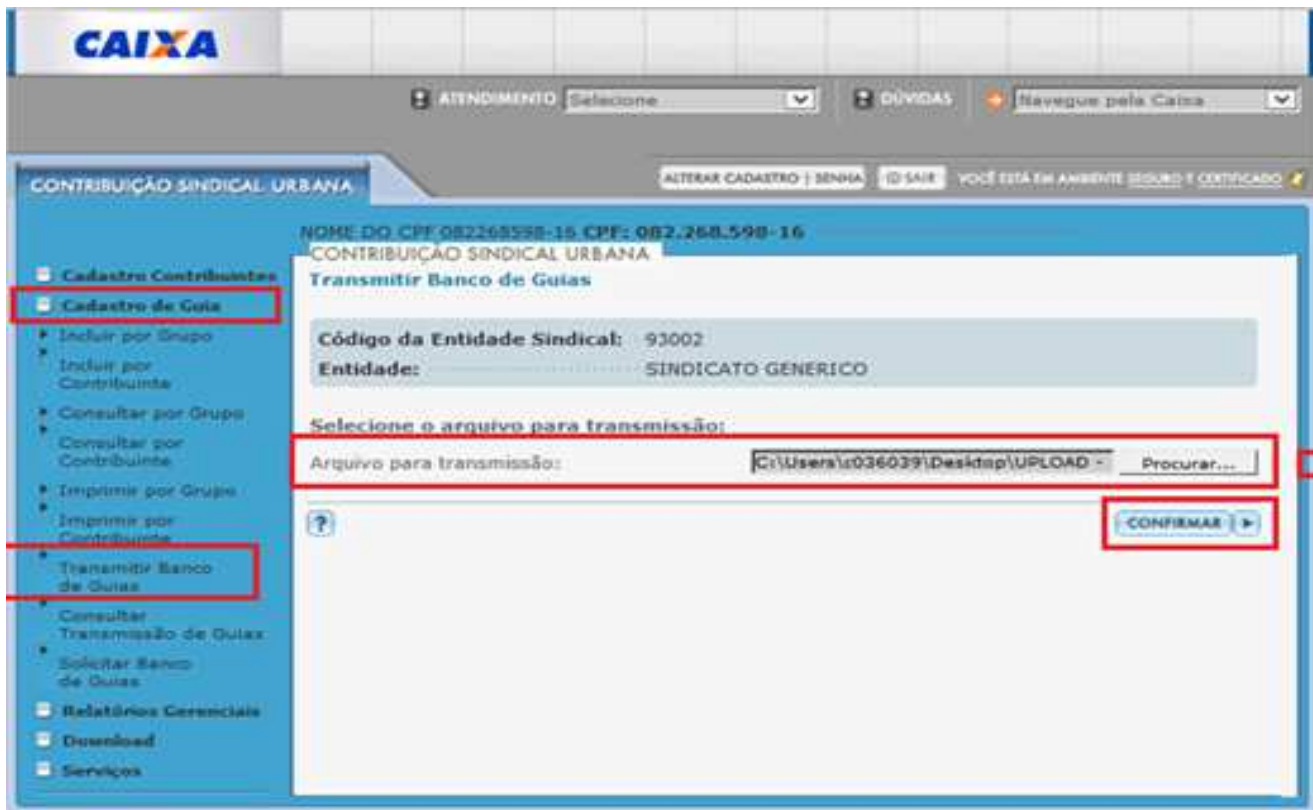 CAIXA
ATENDIMENTO Selecione DÚVIDAS Navegue pela Caixa
CONTRIBUIÇÃO SINDICAL URBANA
ALTERAR CADASTRO | SENHA SAIR VOCÊ ESTÁ EM AMBIENTE SEGURO E CERTIFICADO
NOME DO CPF 082268598-16 CPF: 082.268.598-16
CONTRIBUIÇÃO SINDICAL URBANA
Transmitir Banco de Guias
Cadastro Contribuintes
Cadastro de Guia
Incluir por Grupo
Incluir por
Contribuinte
Consultar por Grupo
Consultar por
Contribuinte
Imprimir por Grupo
Imprimir por
Contribuinte
Transmitir Banco
de Guias
Consultar
Transmissão de Guias
Solicitar Banco
de Guias
Relatórios Gerenciais
Download
Serviços
Código da Entidade Sindical: 93002
Entidade: SINDICATO GENERICO
Selecione o arquivo para transmissão:
Arquivo para transmissão: C:\Users\c036039\Desktop\UPLOAD - Procurar...
? CONFIRMAR